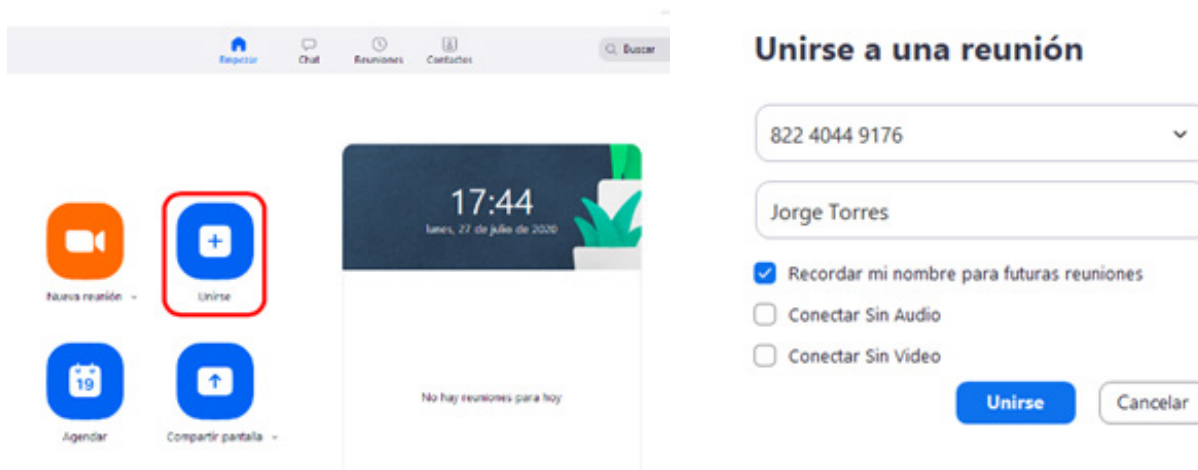 Empezar
Chat
Reuniones
Contactos
Buscar
17:44
lunes, 27 de julio de 2020
Nueva reunión
Unirse
19
Agendar
Compartir pantalla
No hay reuniones para hoy
Unirse a una reunión
822 4044 9176
Jorge Torres
Recordar mi nombre para futuras reuniones
Conectar Sin Audio
Conectar Sin Video
Unirse
Cancelar